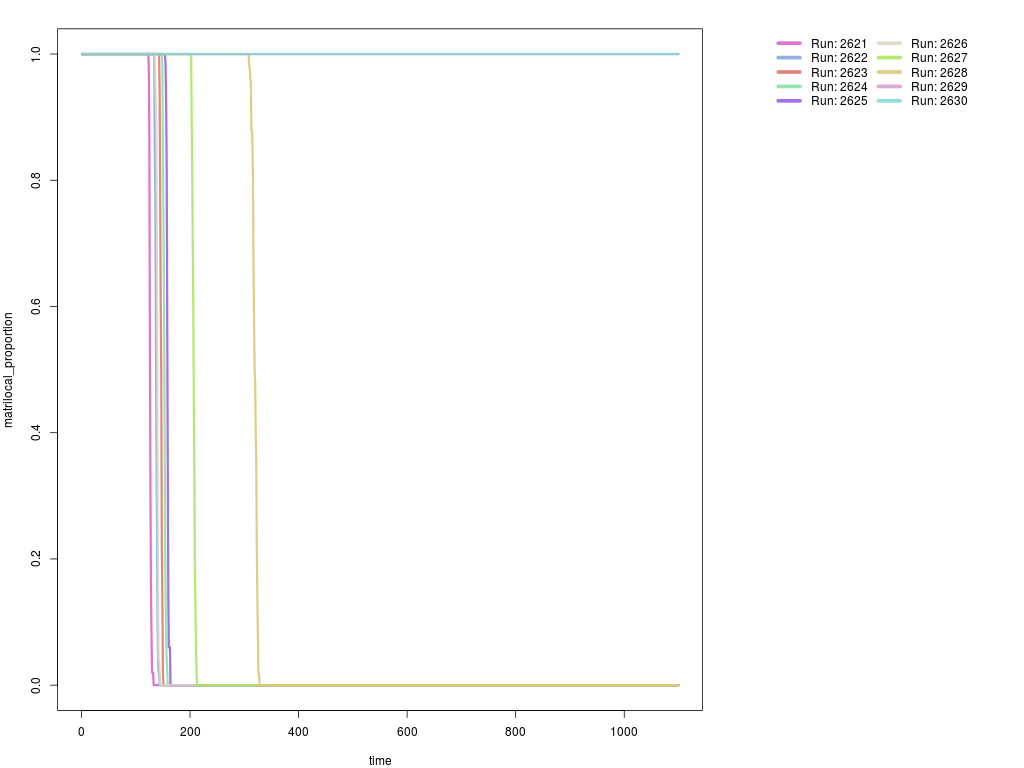 1.0
0.8
0.6
0.4
0.2
0.0
matrilocal_proportion
0 200 400 600 800 1000
time
Run: 2621 Run: 2626
Run: 2622 Run: 2627
Run: 2623 Run: 2628
Run: 2624 Run: 2629
Run: 2625 Run: 2630